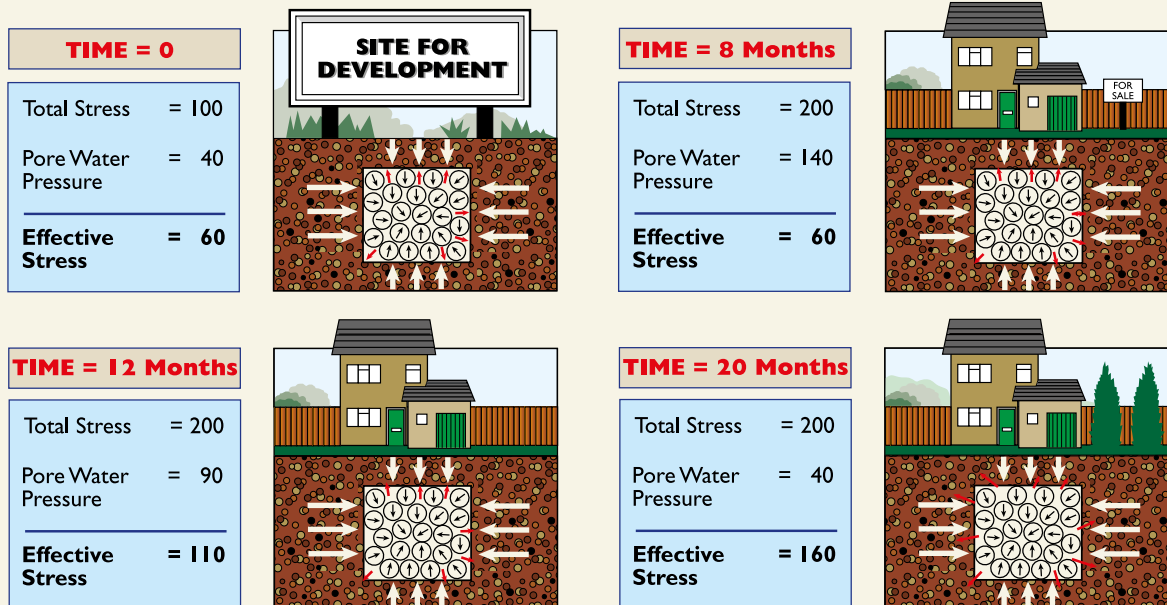 TIME = 0
Total Stress = 100
Pore Water = 40
Pressure
Effective = 60
Stress
SITE FOR
DEVELOPMENT
TIME = 8 Months
Total Stress = 200
Pore Water = 140
Pressure
Effective = 60
Stress
FOR
SALE
TIME = 12 Months
Total Stress = 200
Pore Water = 90
Pressure
Effective = 110
Stress
TIME = 20 Months
Total Stress = 200
Pore Water = 40
Pressure
Effective = 160
Stress